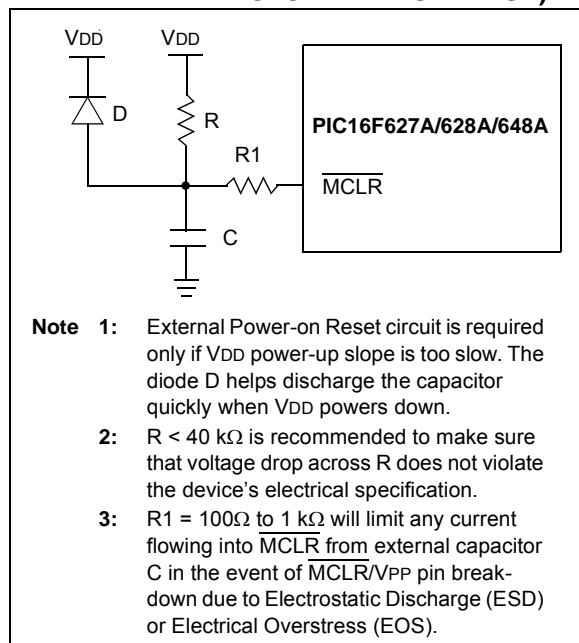 VDD VDD
D
R
PIC16F627A/628A/648A
R1
MCLR
C
Note 1: External Power-on Reset circuit is required
only if VDD power-up slope is too slow. The
diode D helps discharge the capacitor
quickly when VDD powers down.
2: R < 40 kΩ is recommended to make sure
that voltage drop across R does not violate
the device's electrical specification.
3: R1 = 100Ω to 1 kΩ will limit any current
flowing into MCLR from external capacitor
C in the event of MCLR/VPP pin break-
down due to Electrostatic Discharge (ESD)
or Electrical Overstress (EOS).